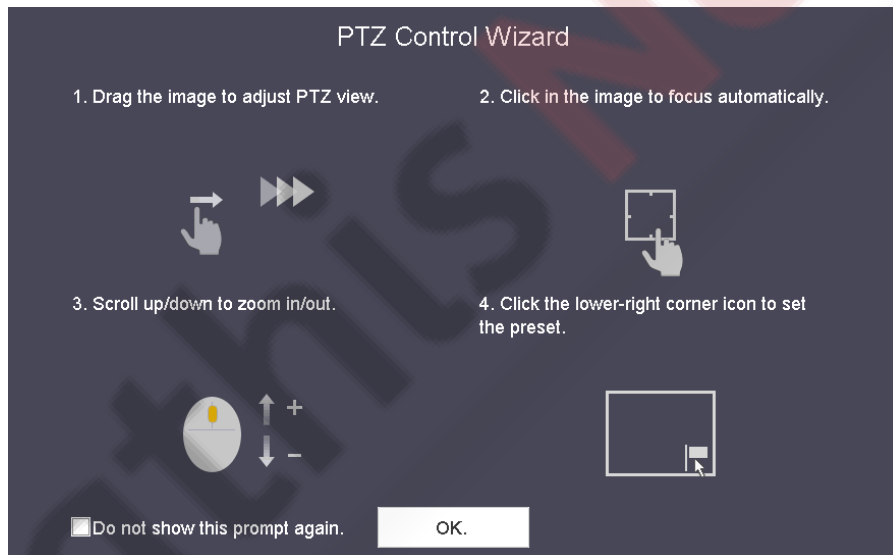 PTZ Control Wizard
1. Drag the image to adjust PTZ view.
2. Click in the image to focus automatically.
3. Scroll up/down to zoom in/out.
4. Click the lower-right corner icon to set
the preset.
Do not show this prompt again.
OK.